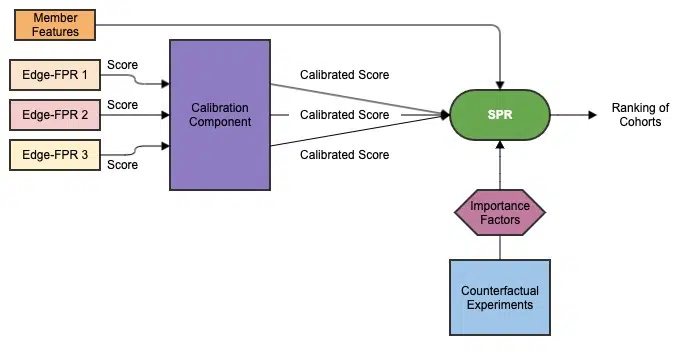 Member
Features
Edge-FPR 1
Score
Edge-FPR 2
Score
Edge-FPR 3
Score
Calibration
Component
Calibrated Score
Calibrated Score
Calibrated Score
SPR
Ranking of
Cohorts
Importance
Factors
Counterfactual
Experiments